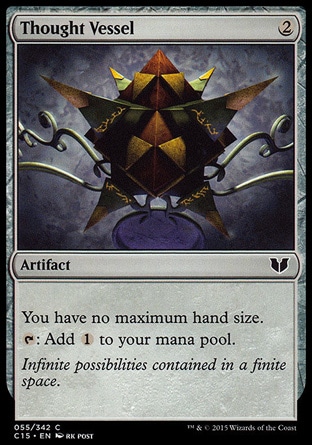 Thought Vessel 2
Artifact
You have no maximum hand size.
: Add 1 to your mana pool.
Infinite possibilities contained in a finite
space.
055/342 C
C15 • EN RK POST
™ & © 2015 Wizards of the Coast